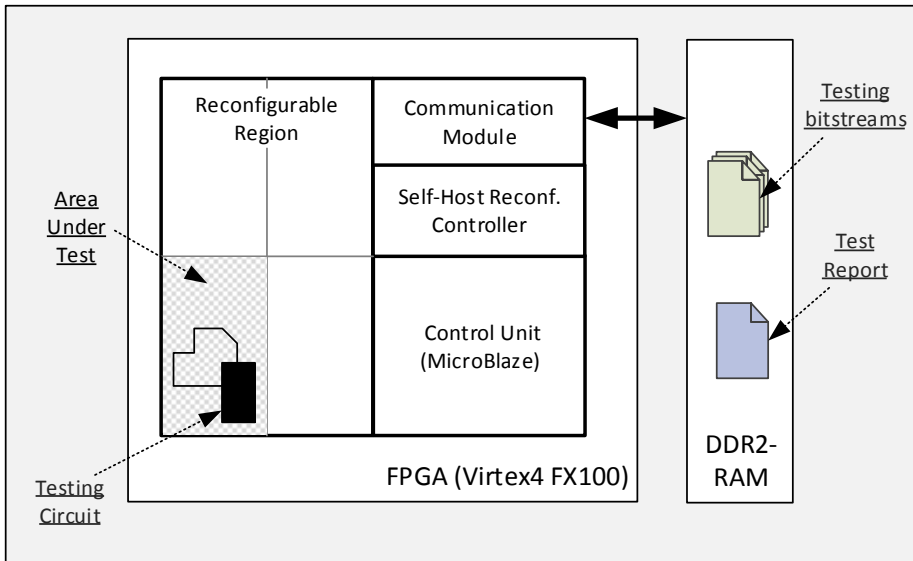 Reconfigurable
Region
Communication
Module
Testing
bitstreams
Self-Host Reconf.
Controller
Area
Under
Test
Test
Report
Control Unit
(MicroBlaze)
DDR2-
RAM
FPGA (Virtex4 FX100)
Testing
Circuit